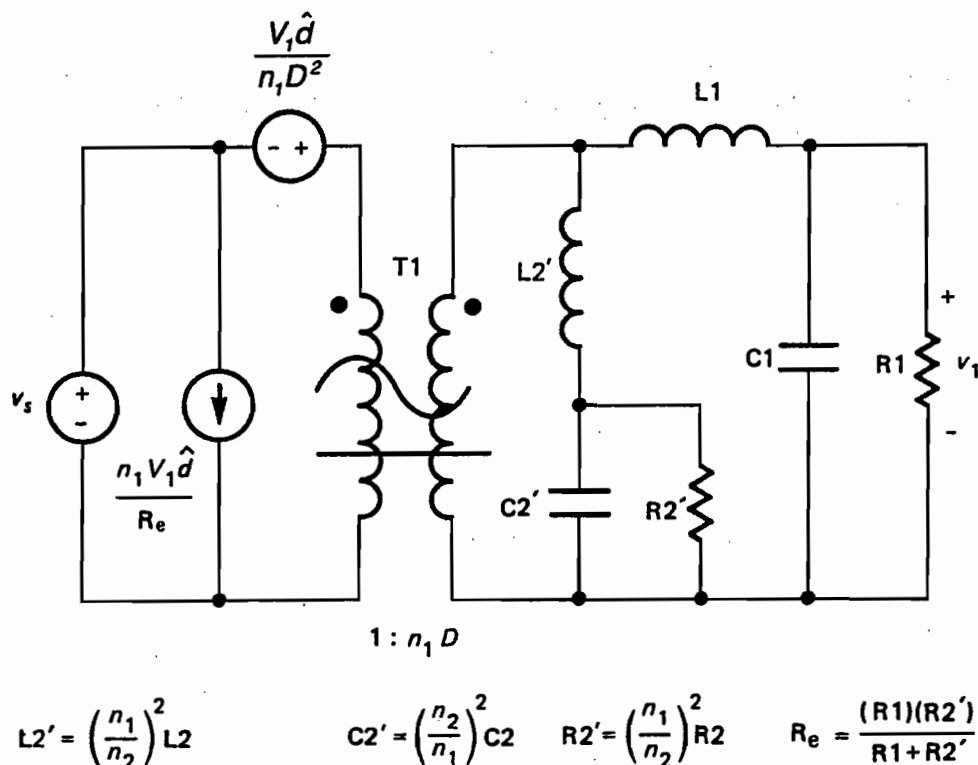 V₁d̂
n₁D²
L1
T1
L2′
+
C1
R1
v₁
-
- +
vₛ
+
-
n₁V₁d̂
Rₑ
C2′
R2′
1 : n₁D
L2′ = (n₁/n₂)² L2
C2′ = (n₂/n₁)² C2
R2′ = (n₁/n₂)² R2
Rₑ = (R1)(R2′)/R1+R2′